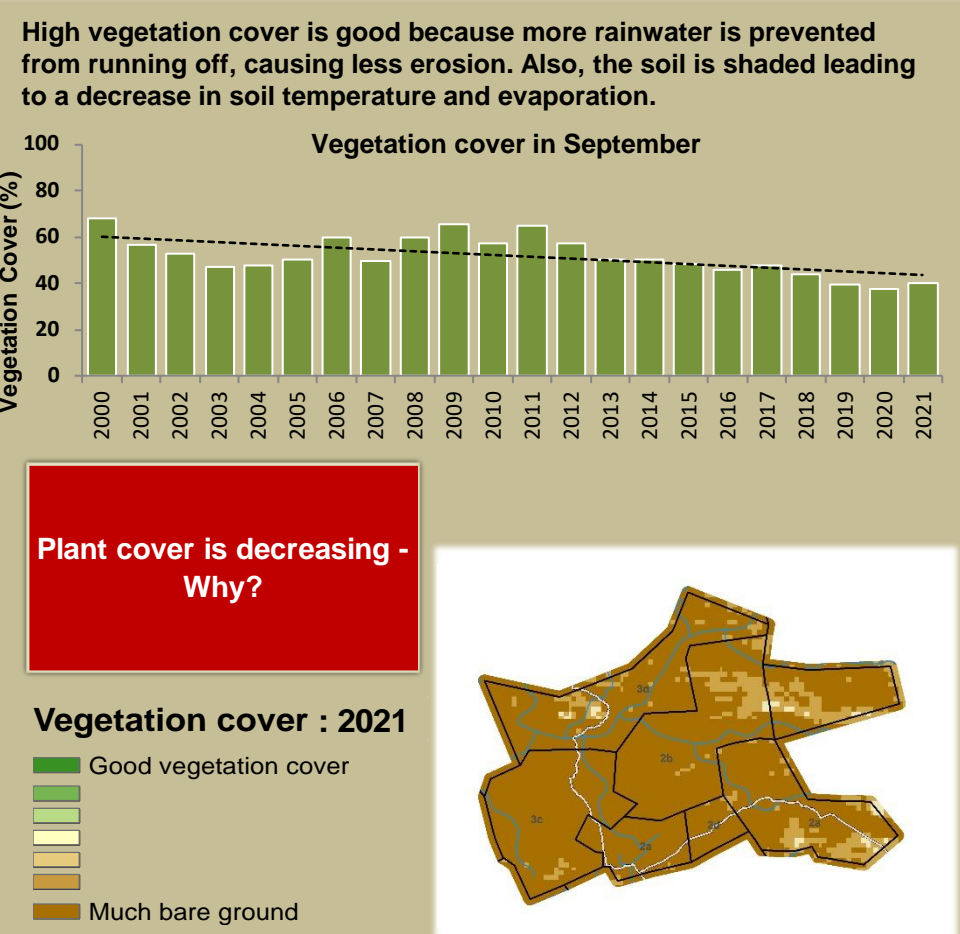 High vegetation cover is good because more rainwater is prevented
from running off, causing less erosion. Also, the soil is shaded leading
to a decrease in soil temperature and evaporation.
Vegetation cover in September
Vegetation Cover (%)
100
80
60
40
20
0
2000 2001 2002 2003 2004 2005 2006 2007 2008 2009 2010 2011 2012 2013 2014 2015 2016 2017 2018 2019 2020 2021
Plant cover is decreasing -
Why?
Vegetation cover : 2021
Good vegetation cover
Much bare ground
3d
2b
3c
2a